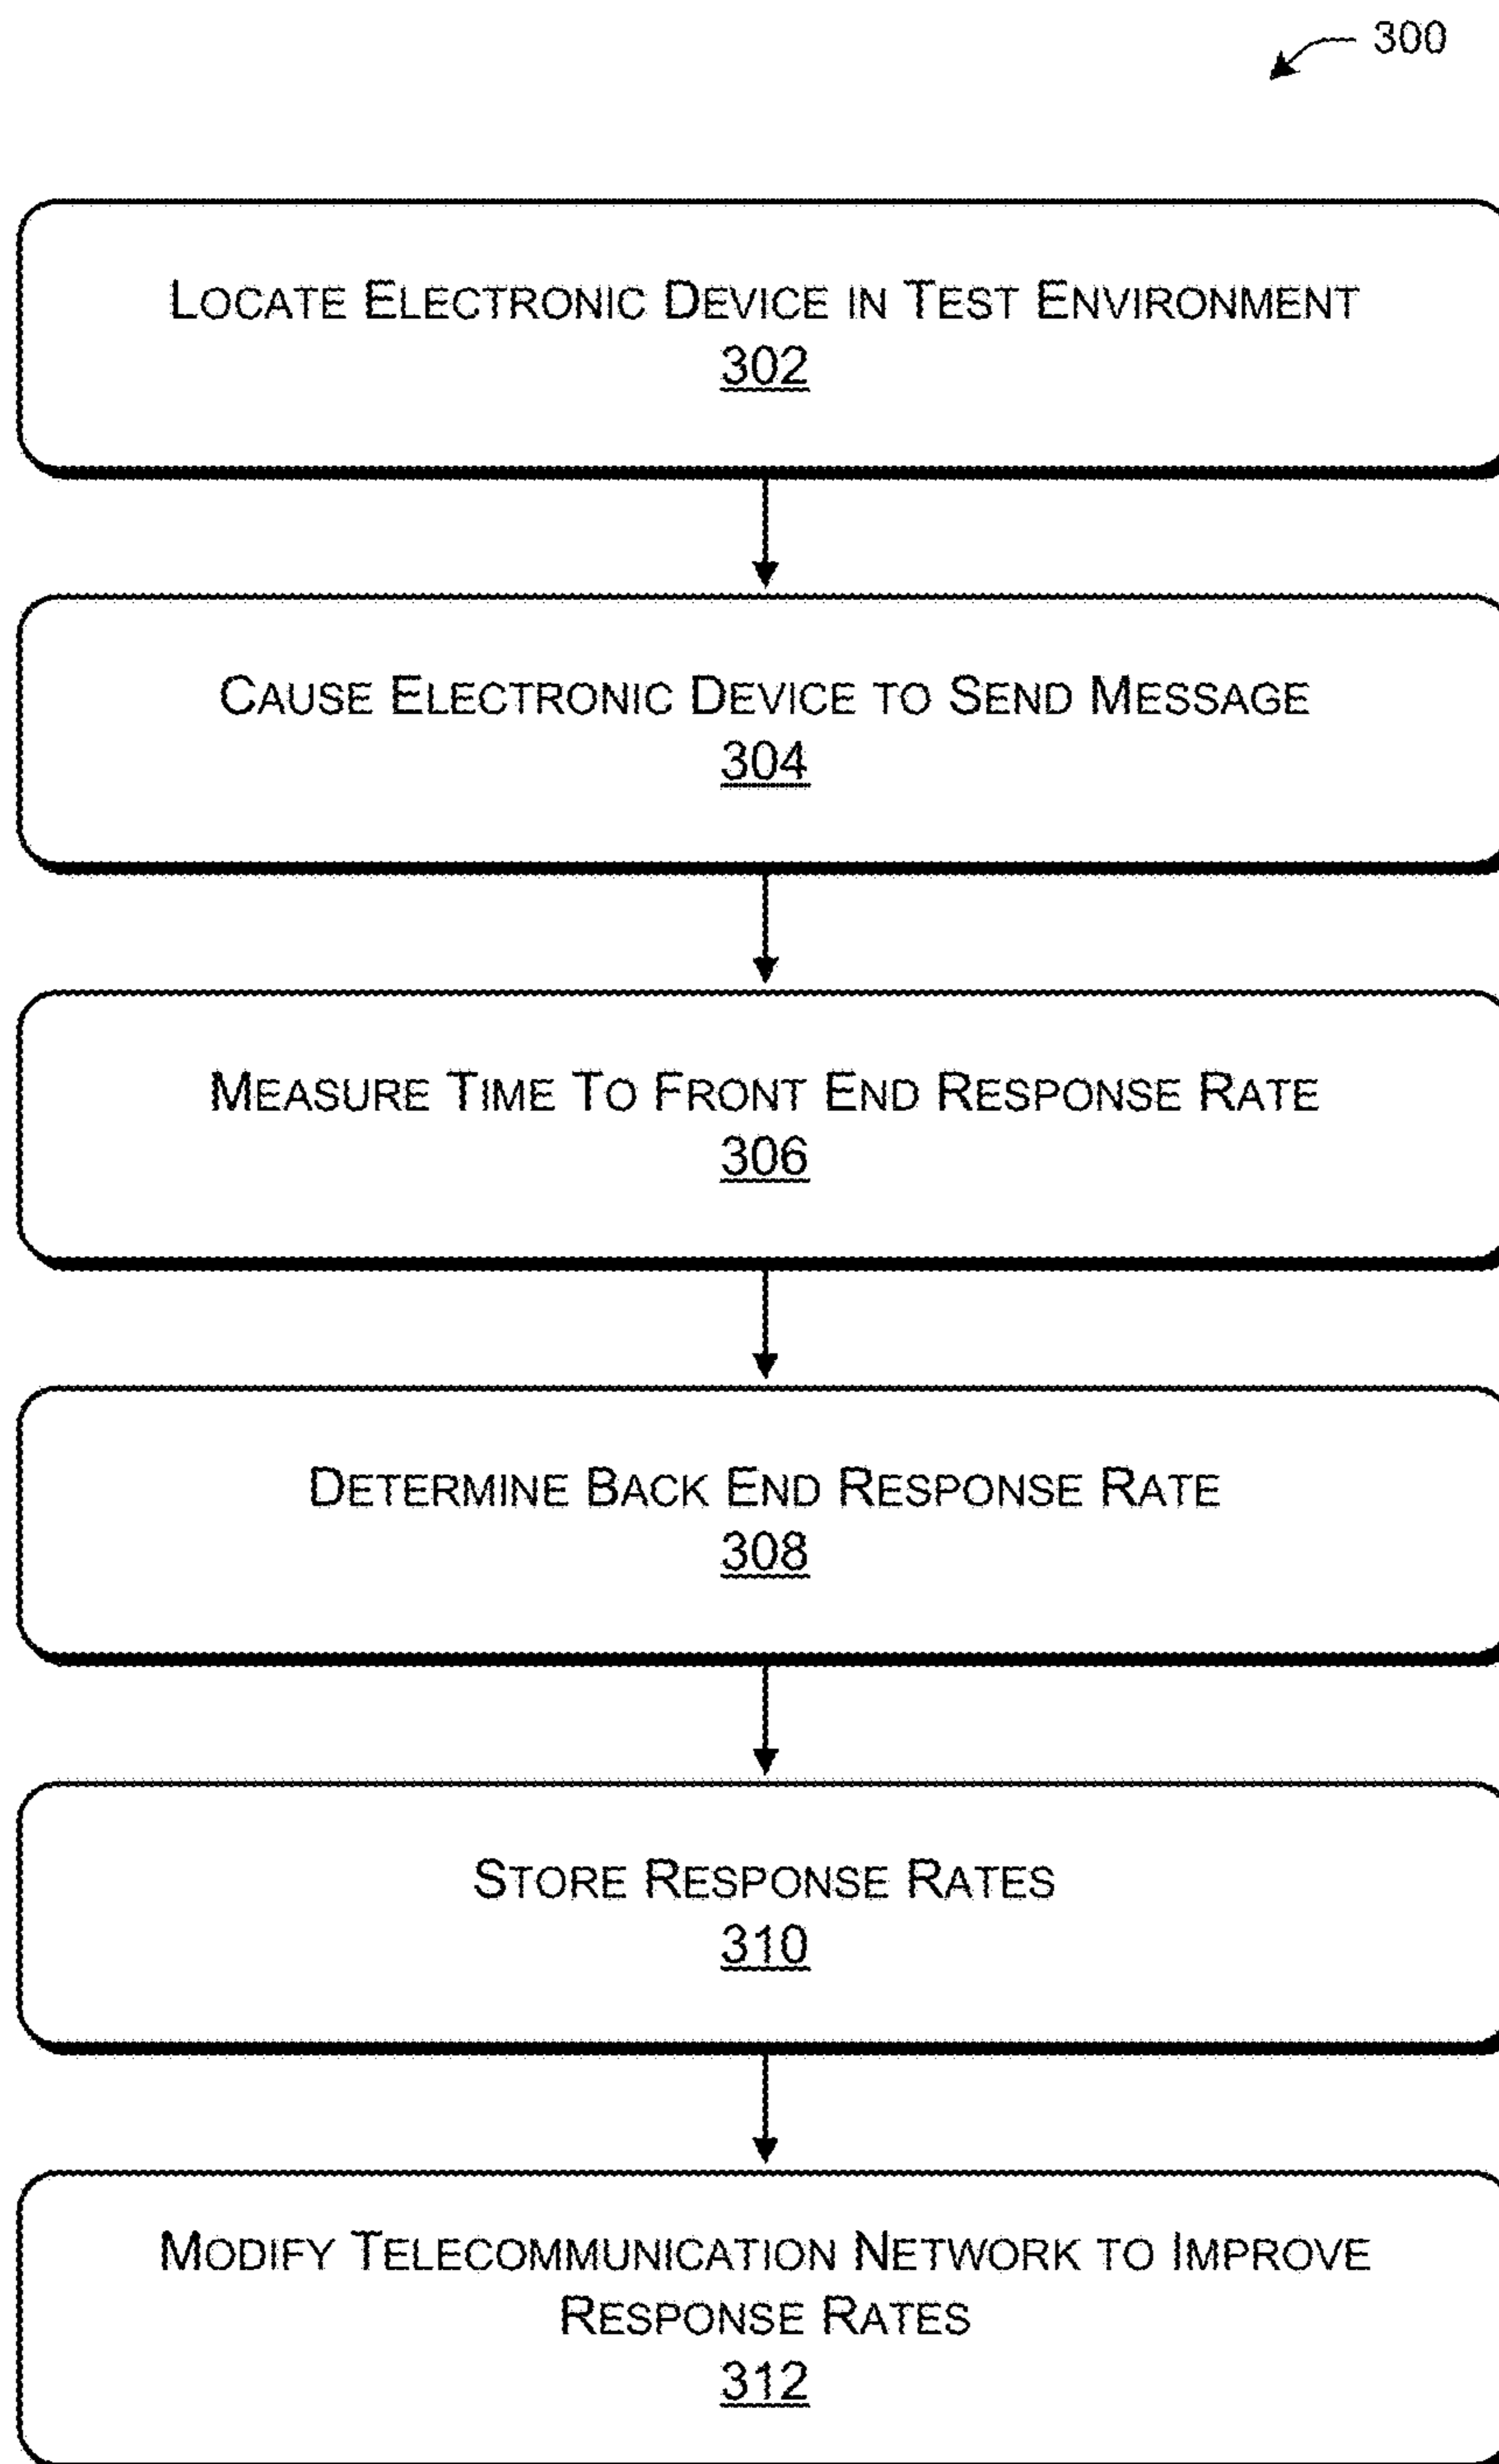 300
LOCATE ELECTRONIC DEVICE IN TEST ENVIRONMENT
302
CAUSE ELECTRONIC DEVICE TO SEND MESSAGE
304
MEASURE TIME TO FRONT END RESPONSE RATE
306
DETERMINE BACK END RESPONSE RATE
308
STORE RESPONSE RATES
310
MODIFY TELECOMMUNICATION NETWORK TO IMPROVE
RESPONSE RATES
312